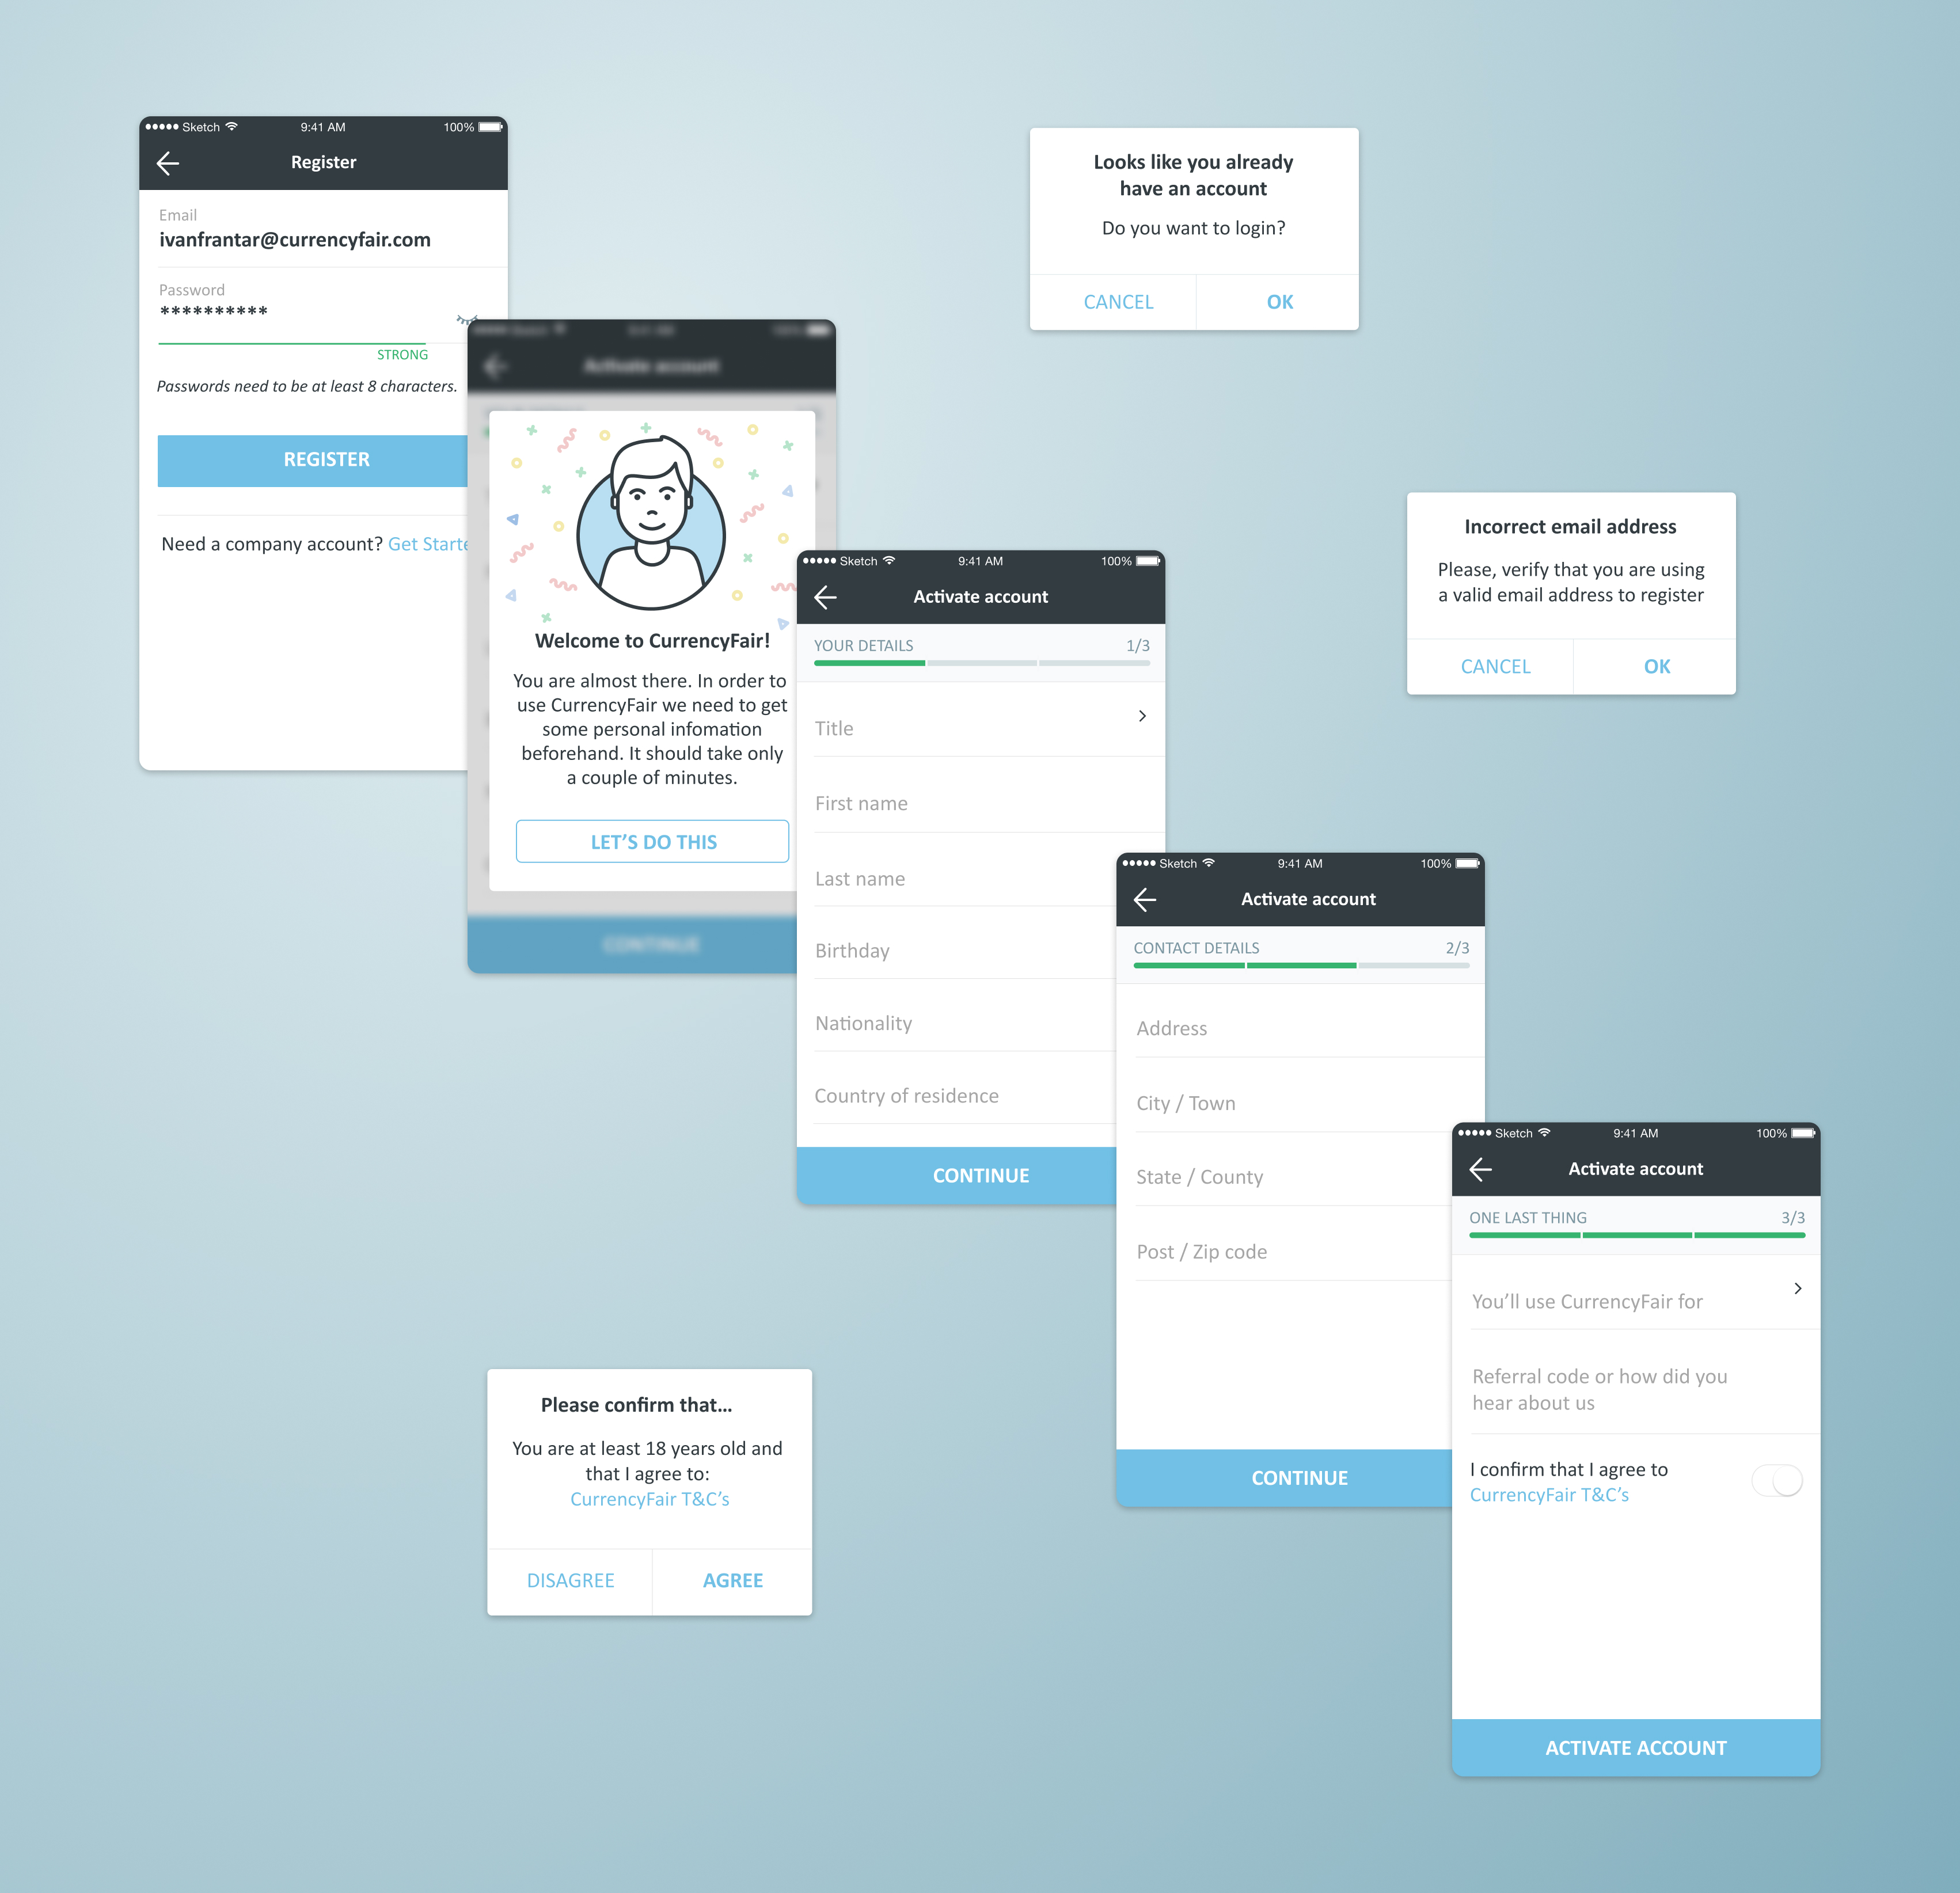 Sketch 9:41 AM 100%
Register
Email
ivanfrantar@currencyfair.com
Password
**********
STRONG
Passwords need to be at least 8 characters.
REGISTER
Need a company account? Get Starte
Activate account
Welcome to CurrencyFair!
You are almost there. In order to
use CurrencyFair we need to get
some personal infomation
beforehand. It should take only
a couple of minutes.
LET’S DO THIS
CONTINUE
Sketch 9:41 AM 100%
Activate account
YOUR DETAILS 1/3
Title
First name
Last name
Birthday
Nationality
Country of residence
CONTINUE
Sketch 9:41 AM 100%
Activate account
CONTACT DETAILS 2/3
Address
City / Town
State / County
Post / Zip code
CONTINUE
Sketch 9:41 AM 100%
Activate account
ONE LAST THING 3/3
You’ll use CurrencyFair for
Referral code or how did you
hear about us
I confirm that I agree to
CurrencyFair T&C’s
ACTIVATE ACCOUNT
Looks like you already
have an account
Do you want to login?
CANCEL OK
Incorrect email address
Please, verify that you are using
a valid email address to register
CANCEL OK
Please confirm that...
You are at least 18 years old and
that I agree to:
CurrencyFair T&C’s
DISAGREE AGREE